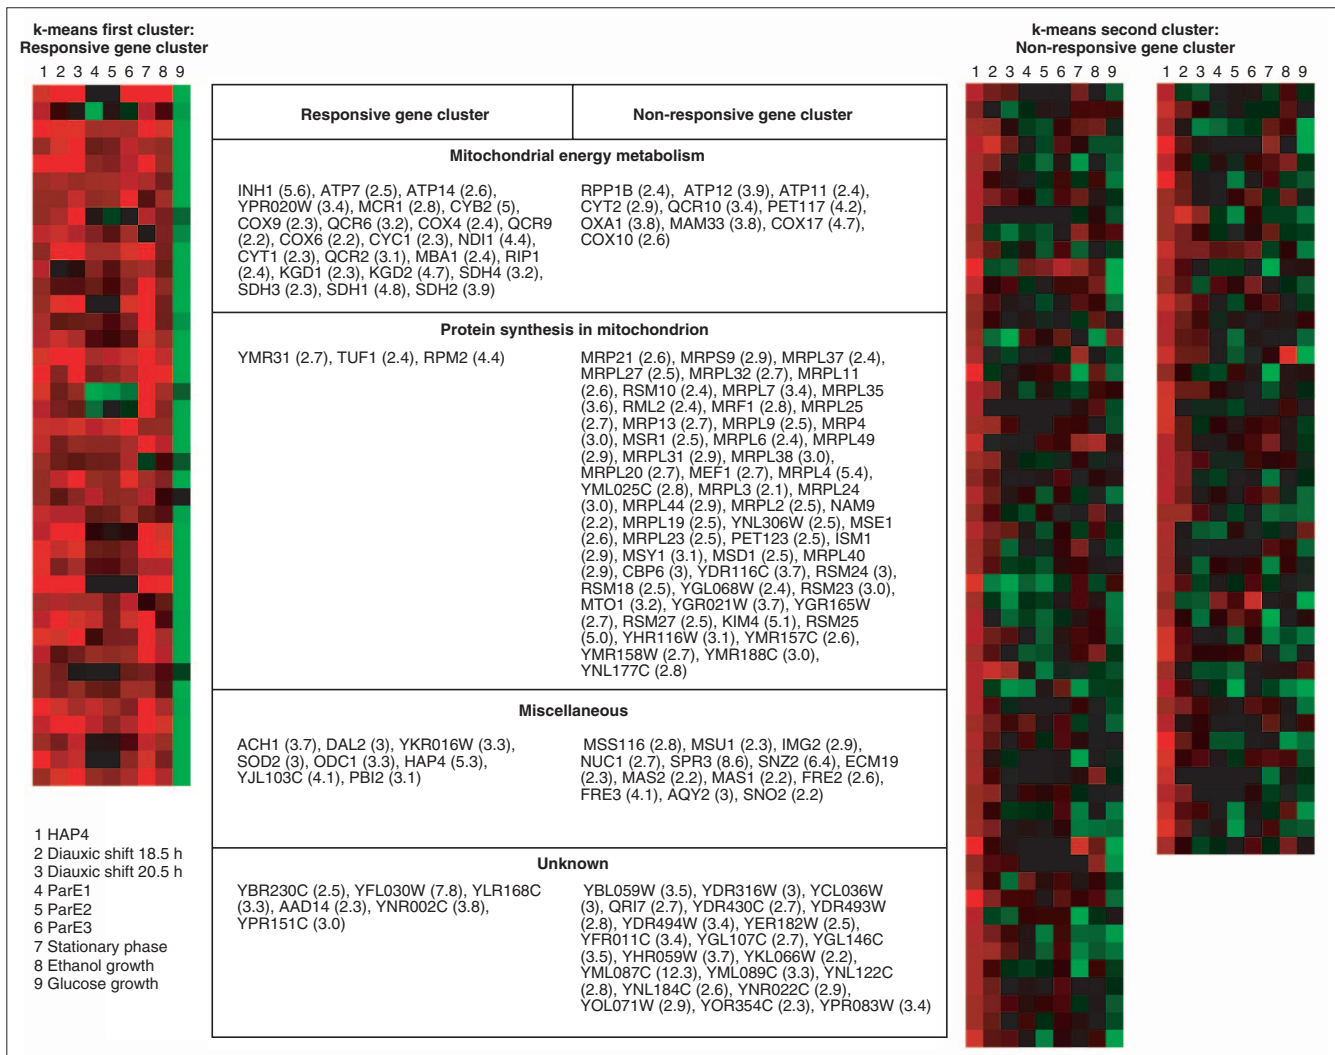 k-means first cluster:
Responsive gene cluster
1 2 3 4 5 6 7 8 9
k-means second cluster:
Non-responsive gene cluster
1 2 3 4 5 6 7 8 9
1 2 3 4 5 6 7 8 9
Responsive gene cluster
Non-responsive gene cluster
Mitochondrial energy metabolism
INH1 (5.6), ATP7 (2.5), ATP14 (2.6),
YPR020W (3.4), MCR1 (2.8), CYB2 (5)
COX9 (2.3), QCR6 (3.2), COX4 (2.4), QCR9
(2.2), COX6 (2.2), CYC1 (2.3), NDI1 (4.4),
CYT1 (2.3), QCR2 (3.1), MBA1 (2.4), RIP1
(2.4), KGD1 (2.3), KGD2 (4.7), SDH4 (3.2),
SDH3 (2.3), SDH1 (4.8), SDH2 (3.9)
RPP1B (2.4), ATP12 (3.9), ATP11 (2.4),
CYT2 (2.9), QCR10 (3.4), PET117 (4.2),
OXA1 (3.8), MAM33 (3.8), COX17 (4.7),
COX10 (2.6)
Protein synthesis in mitochondrion
YMR31 (2.7), TUF1 (2.4), RPM2 (4.4)
MRP21 (2.6), MRPS9 (2.9), MRPL37 (2.4),
MRPL27 (2.5), MRPL32 (2.7), MRPL11
(2.6), RSM10 (2.4), MRPL7 (3.4), MRPL35
(3.6), RML2 (2.4), MRF1 (2.8), MRPL25
(2.7), MRP13 (2.7), MRPL9 (2.5), MRP4
(3.0), MSR1 (2.5), MRPL6 (2.4), MRPL49
(2.9), MRPL31 (2.9), MRPL38 (3.0),
MRPL20 (2.7), MEF1 (2.7), MRPL4 (5.4),
YML025C (2.8), MRPL3 (2.1), MRPL24
(3.0), MRPL44 (2.9), MRPL2 (2.5), NAM9
(2.2), MRPL19 (2.5), YNL306W (2.5), MSE1
(2.6), MRPL23 (2.5), PET123 (2.5), ISM1
(2.9), MSY1 (3.1), MSD1 (2.5), MRPL40
(2.9), CBP6 (3), YDR116C (3.7), RSM24 (3),
RSM18 (2.5), YGL068W (2.4), RSM23 (3.0),
MTO1 (3.2), YGR021W (3.7), YGR165W
(2.7), RSM27 (2.5), KIM4 (5.1), RSM25
(5.0), YHR116W (3.1), YMR157C (2.6),
YMR158W (2.7), YMR188C (3.0),
YNL177C (2.8)
Miscellaneous
ACH1 (3.7), DAL2 (3), YKR016W (3.3),
SOD2 (3), ODC1 (3.3), HAP4 (5.3),
YJL103C (4.1), PBI2 (3.1)
MSS116 (2.8), MSU1 (2.3), IMG2 (2.9),
NUC1 (2.7), SPR3 (8.6), SNZ2 (6.4), ECM19
(2.3), MAS2 (2.2), MAS1 (2.2), FRE2 (2.6),
FRE3 (4.1), AQY2 (3), SNO2 (2.2)
Unknown
YBR230C (2.5), YFL030W (7.8), YLR168C
(3.3), AAD14 (2.3), YNR002C (3.8),
YPR151C (3.0)
YBL059W (3.5), YDR316W (3), YCL036W
(3), QRI7 (2.7), YDR430C (2.7), YDR493W
(2.8), YDR494W (3.4), YER182W (2.5),
YFR011C (3.4), YGL107C (2.7), YGL146C
(3.5), YHR059W (3.7), YKL066W (2.2),
YML087C (12.3), YML089C (3.3), YNL122C
(2.8), YNL184C (2.6), YNR022C (2.9),
YOL071W (2.9), YOR354C (2.3), YPR083W (3.4)
1 HAP4
2 Diauxic shift 18.5 h
3 Diauxic shift 20.5 h
4 ParE1
5 ParE2
6 ParE3
7 Stationary phase
8 Ethanol growth
9 Glucose growth